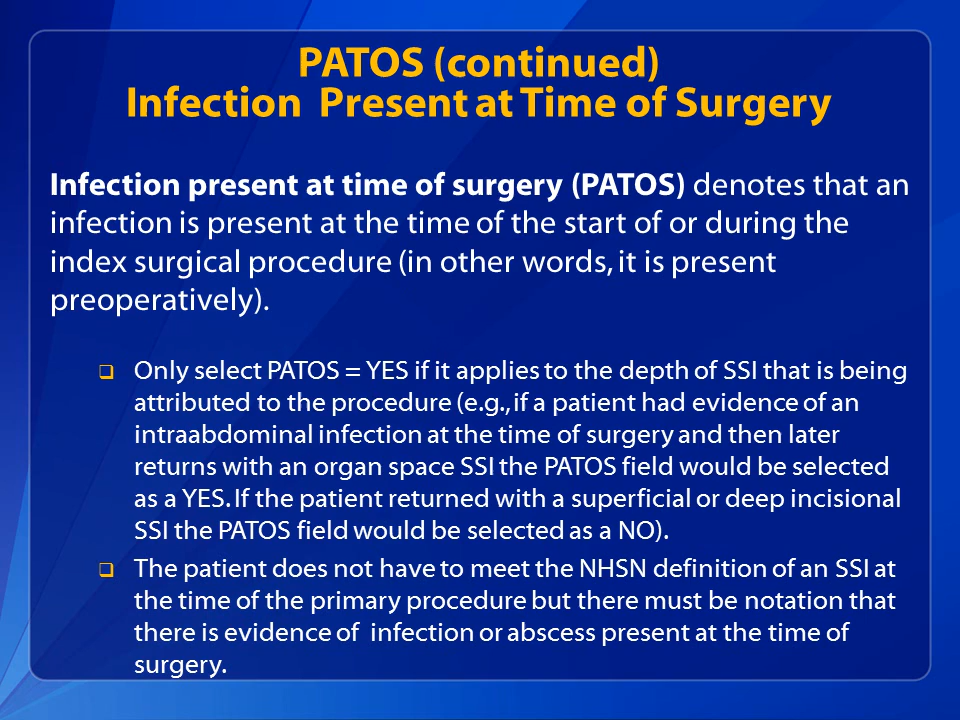 PATOS (continued)
Infection Present at Time of Surgery
Infection present at time of surgery (PATOS) denotes that an
infection is present at the time of the start of or during the
index surgical procedure (in other words, it is present
preoperatively).
Only select PATOS = YES if it applies to the depth of SSI that is being
attributed to the procedure (e.g., if a patient had evidence of an
intraabdominal infection at the time of surgery and then later
returns with an organ space SSI the PATOS field would be selected
as a YES. If the patient returned with a superficial or deep incisional
SSI the PATOS field would be selected as a NO).
The patient does not have to meet the NHSN definition of an SSI at
the time of the primary procedure but there must be notation that
there is evidence of infection or abscess present at the time of
surgery.